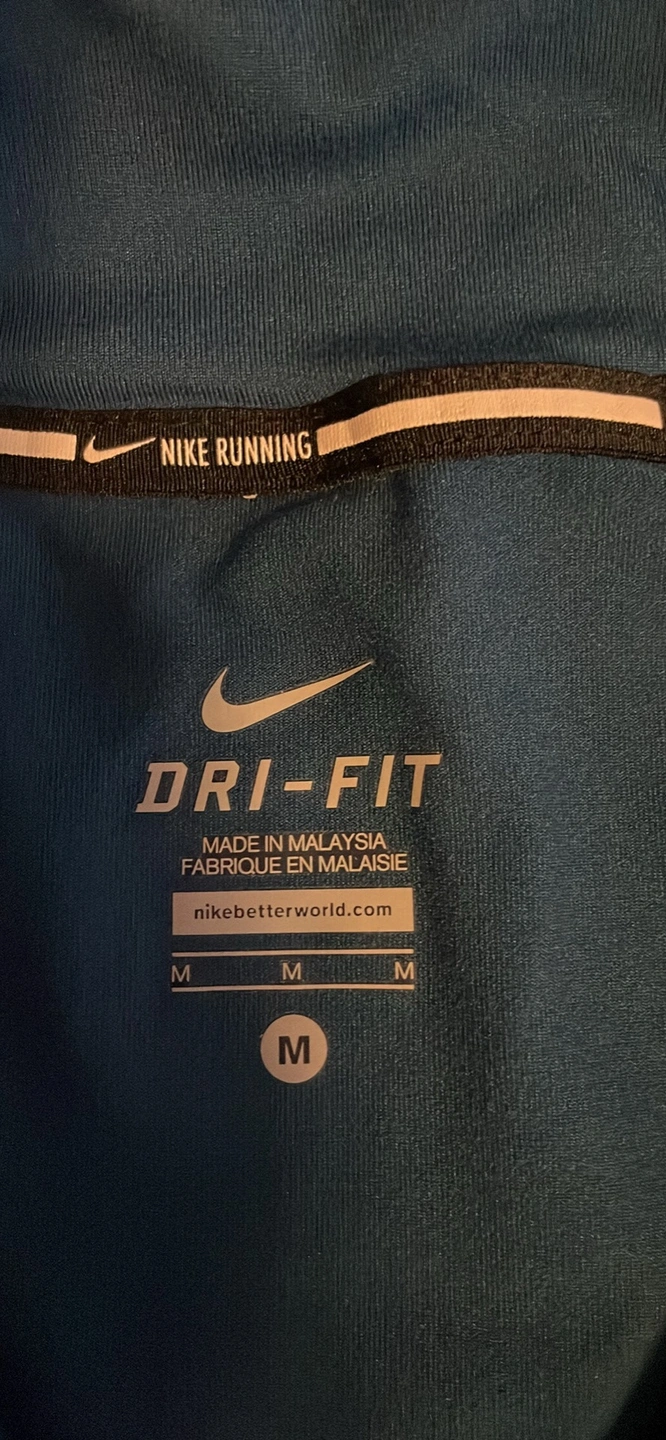 NIKE RUNNING
DRI-FIT
MADE IN MALAYSIA
FABRIQUE EN MALAISIE
nikebetterworld.com
M M M
M